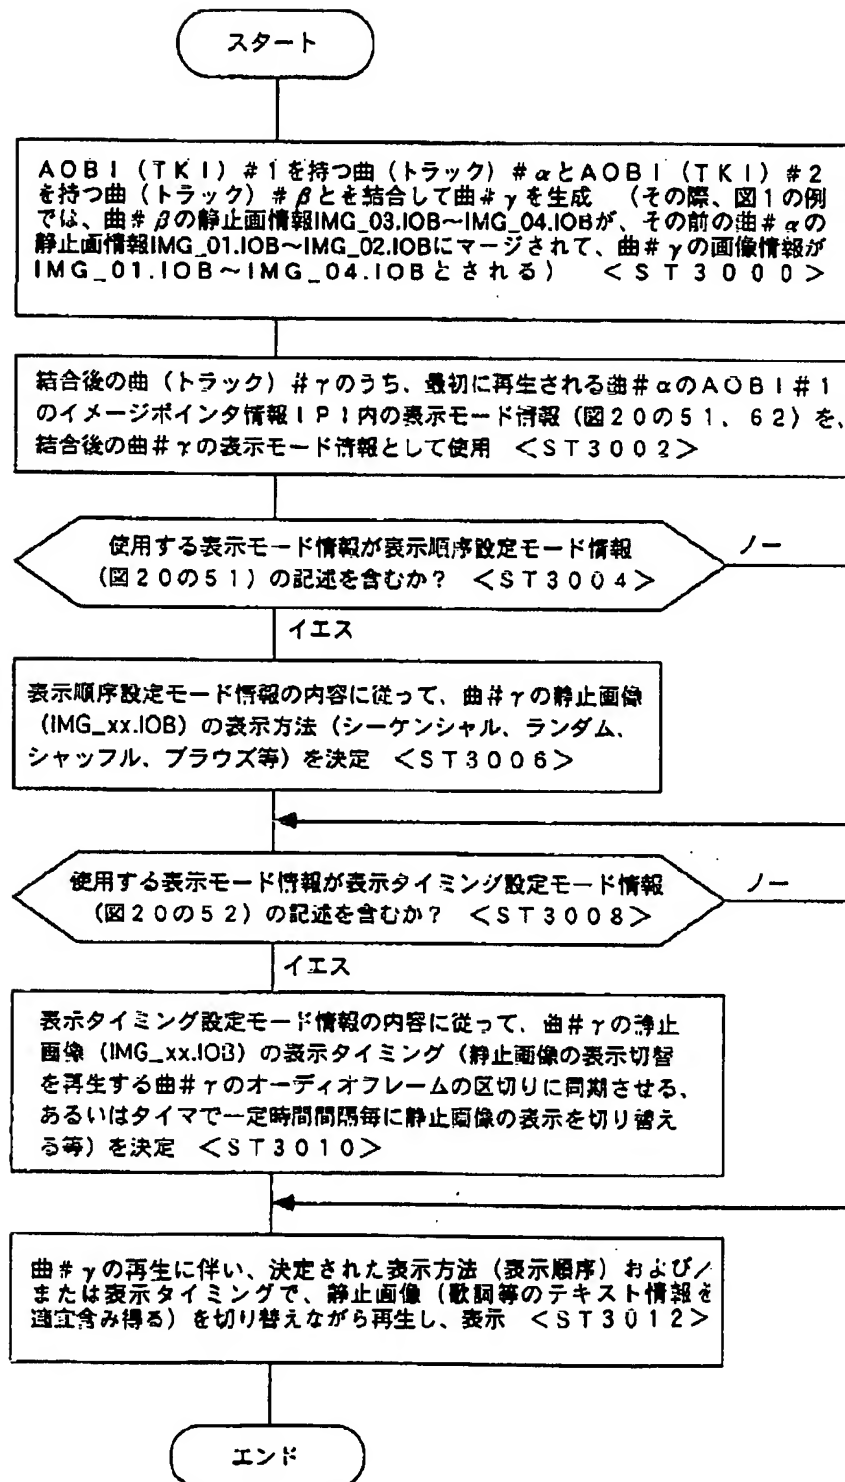 スタート
AOBI（TKI）#1を持つ曲（トラック）#αとAOBI（TKI）#2
を持つ曲（トラック）#βとを結合して曲#γを生成　（その際、図1の例
では、曲#βの静止画情報IMG_03.IOB～IMG_04.IOBが、その前の曲#αの
静止画情報IMG_01.IOB～IMG_02.IOBにマージされて、曲#γの画像情報が
IMG_01.IOB～IMG_04.IOBとされる）　＜ST3000＞
結合後の曲（トラック）#γのうち、最初に再生される曲#αのAOBI#1
のイメージポインタ情報IPI内の表示モード情報（図20の51、62）を、
結合後の曲#γの表示モード情報として使用　＜ST3002＞
使用する表示モード情報が表示順序設定モード情報
（図20の51）の記述を含むか？　＜ST3004＞
ノー
イエス
表示順序設定モード情報の内容に従って、曲#γの静止画像
（IMG_xx.IOB）の表示方法（シーケンシャル、ランダム、
シャッフル、ブラウズ等）を決定　＜ST3006＞
使用する表示モード情報が表示タイミング設定モード情報
（図20の52）の記述を含むか？　＜ST3008＞
ノー
イエス
表示タイミング設定モード情報の内容に従って、曲#γの静止
画像（IMG_xx.IOB）の表示タイミング（静止画像の表示切替
を再生する曲#γのオーディオフレームの区切りに同期させる、
あるいはタイマで一定時間間隔毎に静止画像の表示を切り替え
る等）を決定　＜ST3010＞
曲#γの再生に伴い、決定された表示方法（表示順序）および/
または表示タイミングで、静止画像（歌詞等のテキスト情報を
適宜含み得る）を切り替えながら再生し、表示　＜ST3012＞
エンド